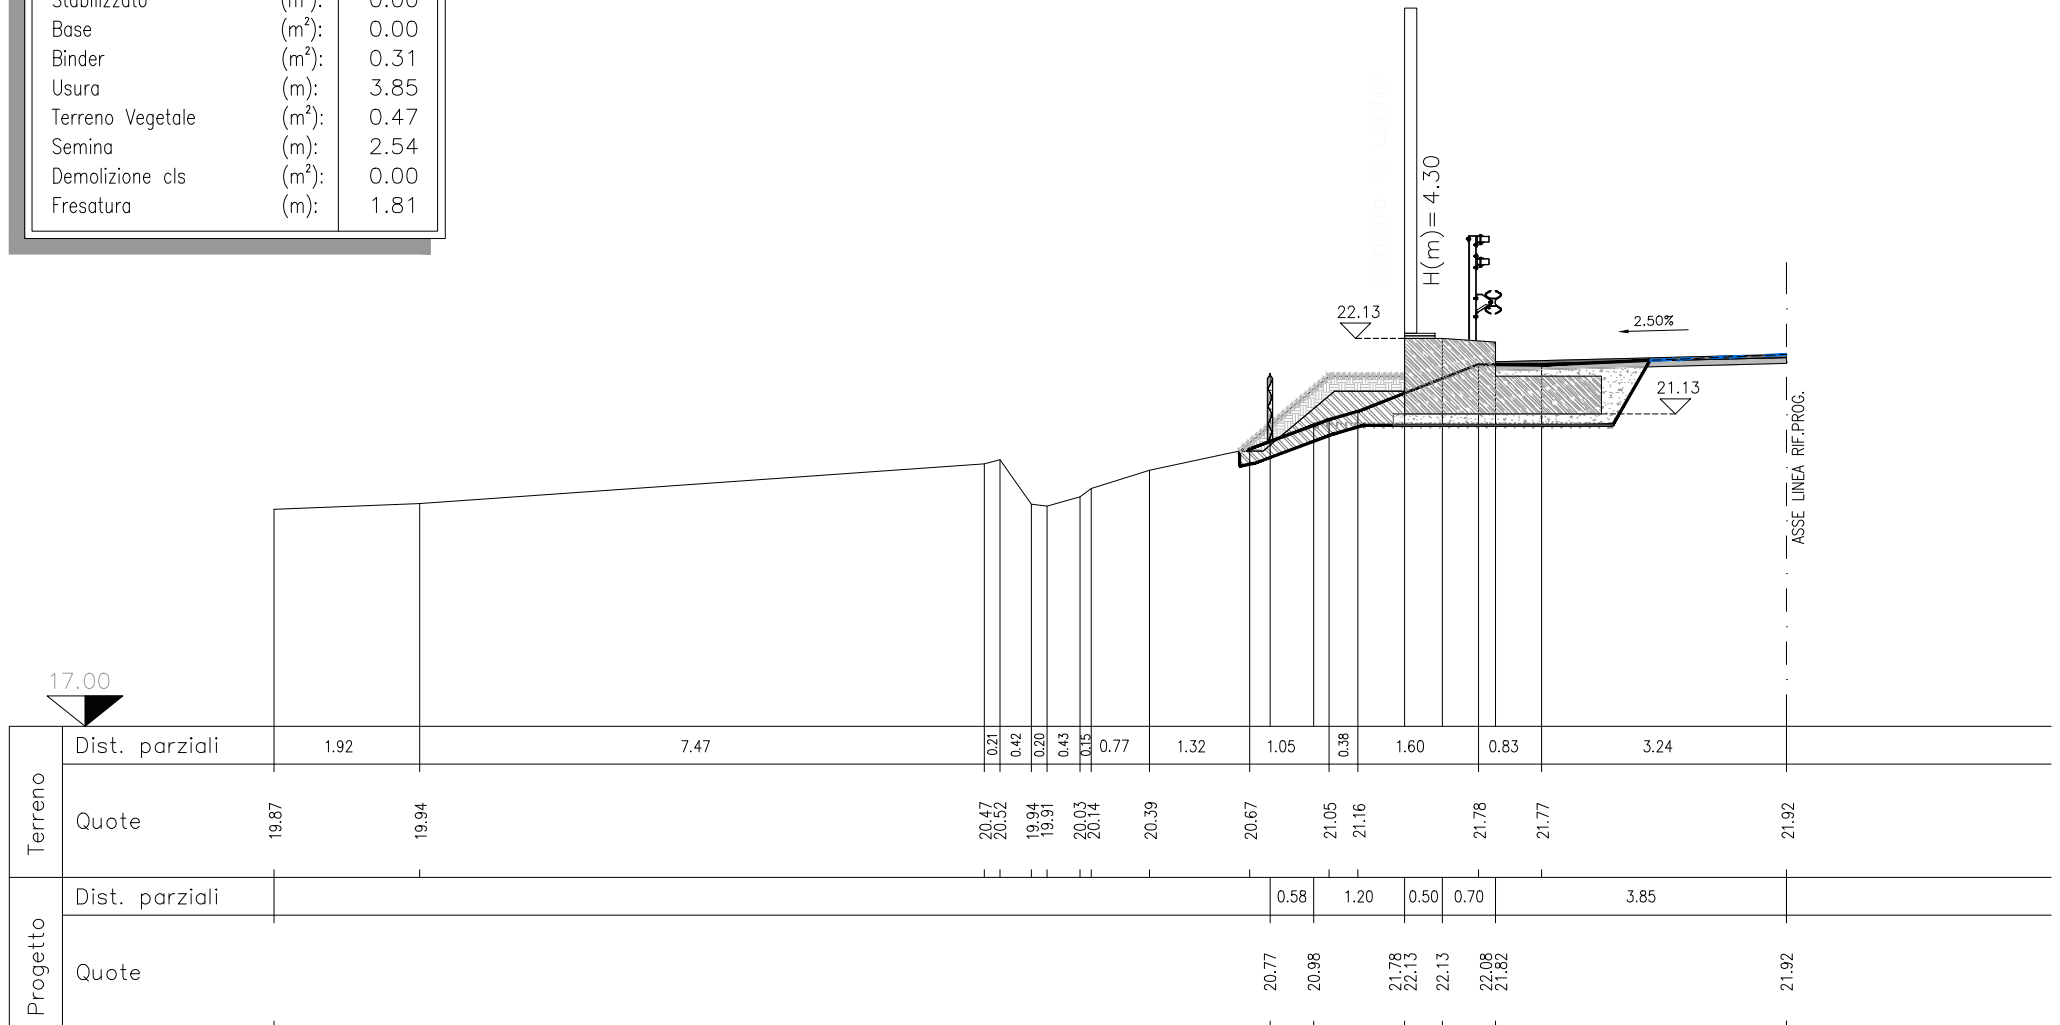 Stabilizzato (m²): 0.00
Base (m²): 0.00
Binder (m²): 0.31
Usura (m): 3.85
Terreno Vegetale (m²): 0.47
Semina (m): 2.54
Demolizione cls (m²): 0.00
Fresatura (m): 1.81
H(m)= 4.30
22.13
2.50%
21.13
ASSE LINEA RIF.PROG.
17.00
Terreno
Dist. parziali 1.92 7.47 0.21 0.42 0.20 0.43 0.15 0.77 1.32 1.05 0.38 1.60 0.83 3.24
Quote 19.87 19.94 20.47 20.52 19.94 19.91 20.03 20.14 20.39 20.67 21.05 21.16 21.78 21.77 21.92
Progetto
Dist. parziali 0.58 1.20 0.50 0.70 3.85
Quote 20.77 20.98 21.78 22.13 22.13 22.08 21.82 21.92